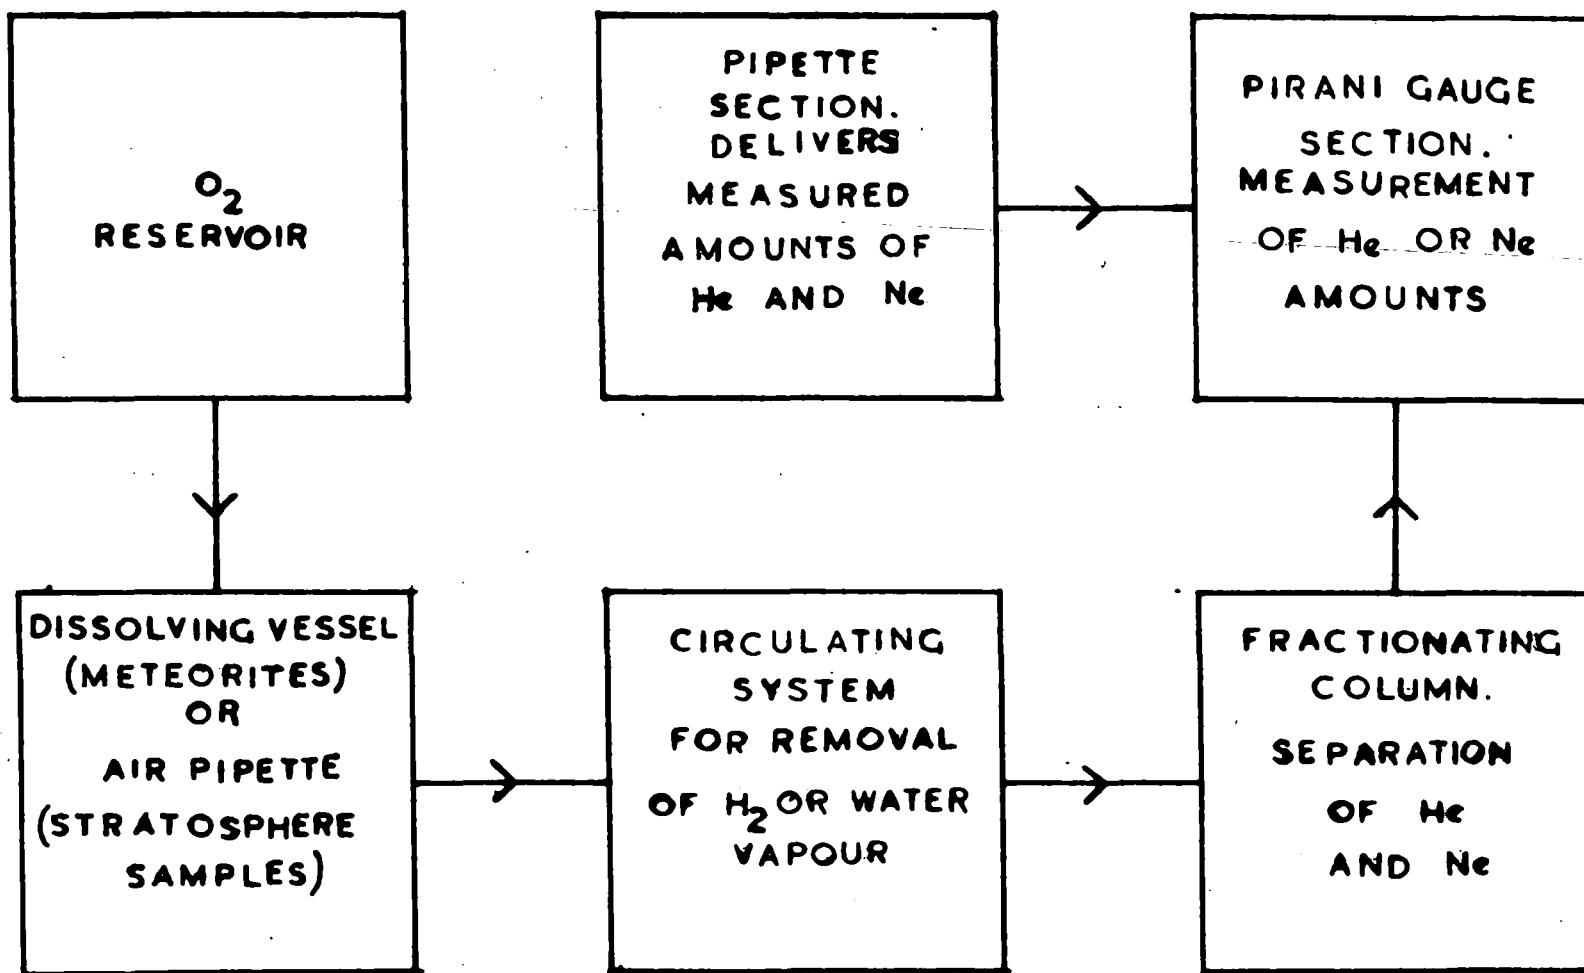 O2
RESERVOIR
PIPETTE
SECTION.
DELIVERS
MEASURED
AMOUNTS OF
He AND Ne
PIRANI GAUGE
SECTION.
MEASUREMENT
OF He OR Ne
AMOUNTS
DISSOLVING VESSEL
(METEORITES)
OR
AIR PIPETTE
(STRATOSPHERE
SAMPLES)
CIRCULATING
SYSTEM
FOR REMOVAL
OF H2 OR WATER
VAPOUR
FRACTIONATING
COLUMN.
SEPARATION
OF He
AND Ne